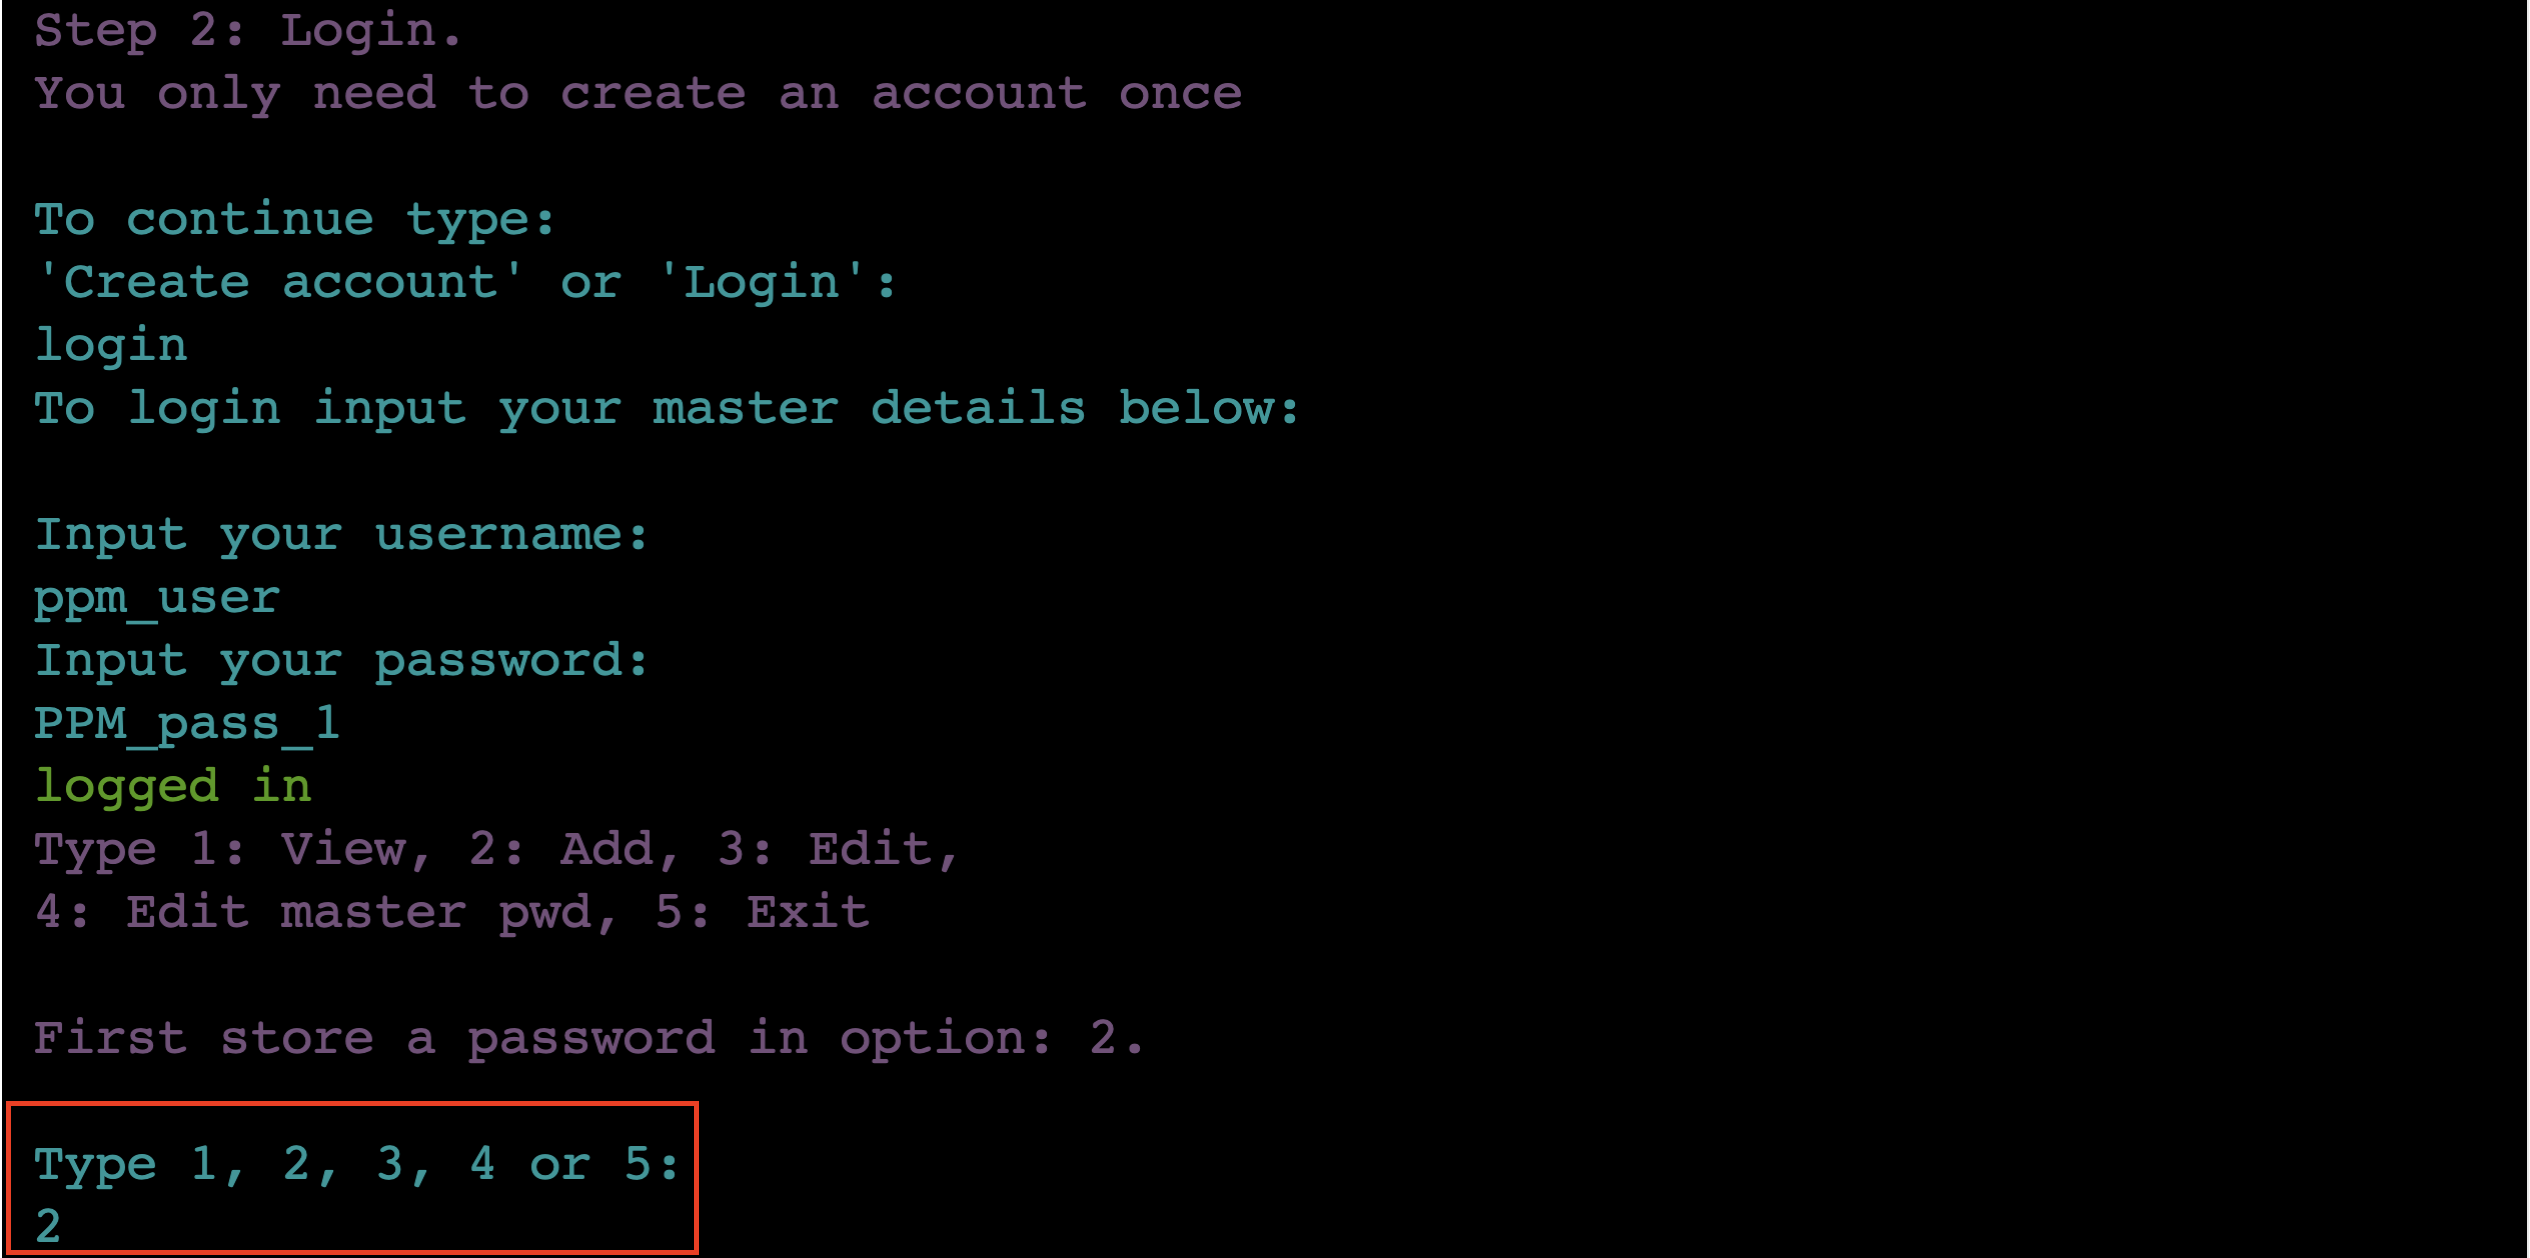 Step 2: Login.
You only need to create an account once
To continue type:
'Create account' or 'Login':
login
To login input your master details below:
Input your username:
ppm_user
Input your password:
PPM_pass_1
logged in
Type 1: View, 2: Add, 3: Edit,
4: Edit master pwd, 5: Exit
First store a password in option: 2.
Type 1, 2, 3, 4 or 5:
2